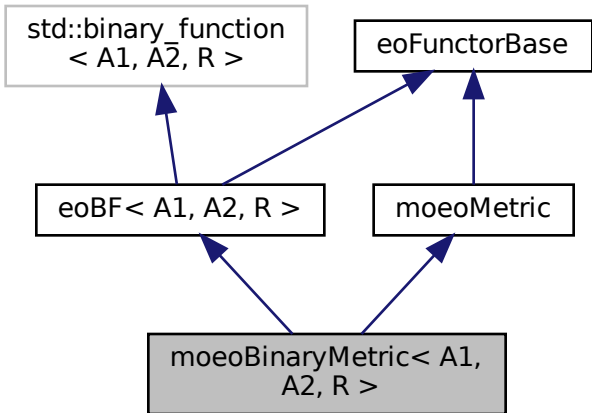 std::binary_function
< A1, A2, R >
eoFunctorBase
eoBF< A1, A2, R >
moeoMetric
moeoBinaryMetric< A1,
A2, R >